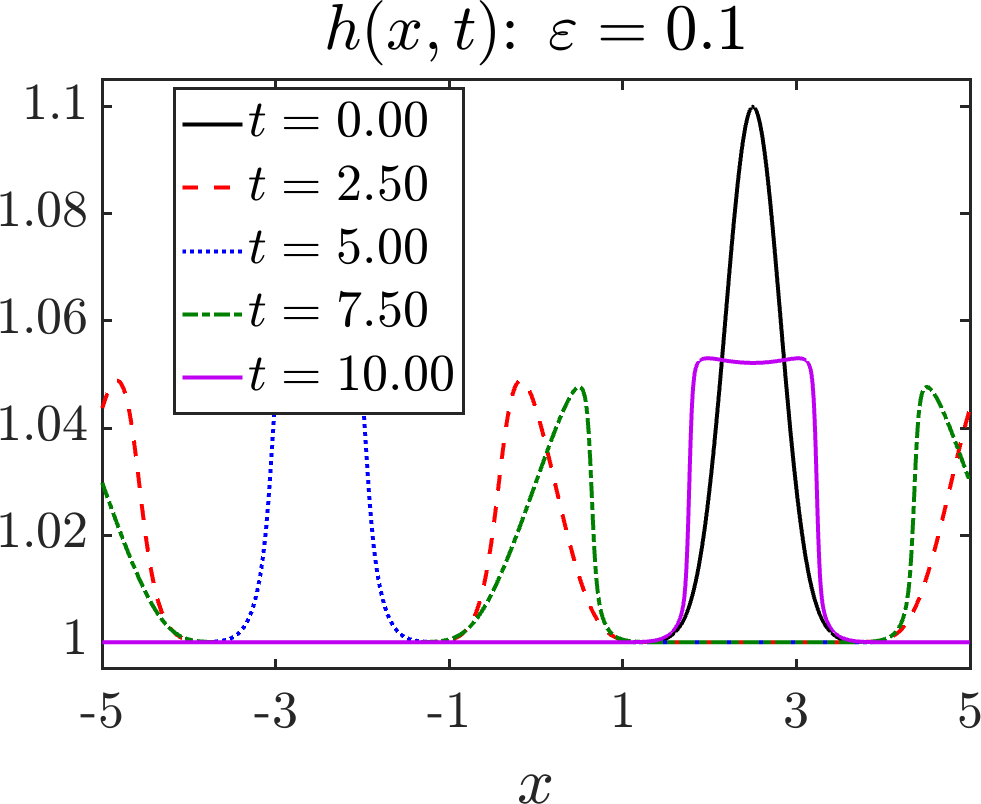 h(x, t): ε = 0.1
1.1
1.08
1.06
1.04
1.02
1
t = 0.00
t = 2.50
t = 5.00
t = 7.50
t = 10.00
-5 -3 -1 1 3 5
x